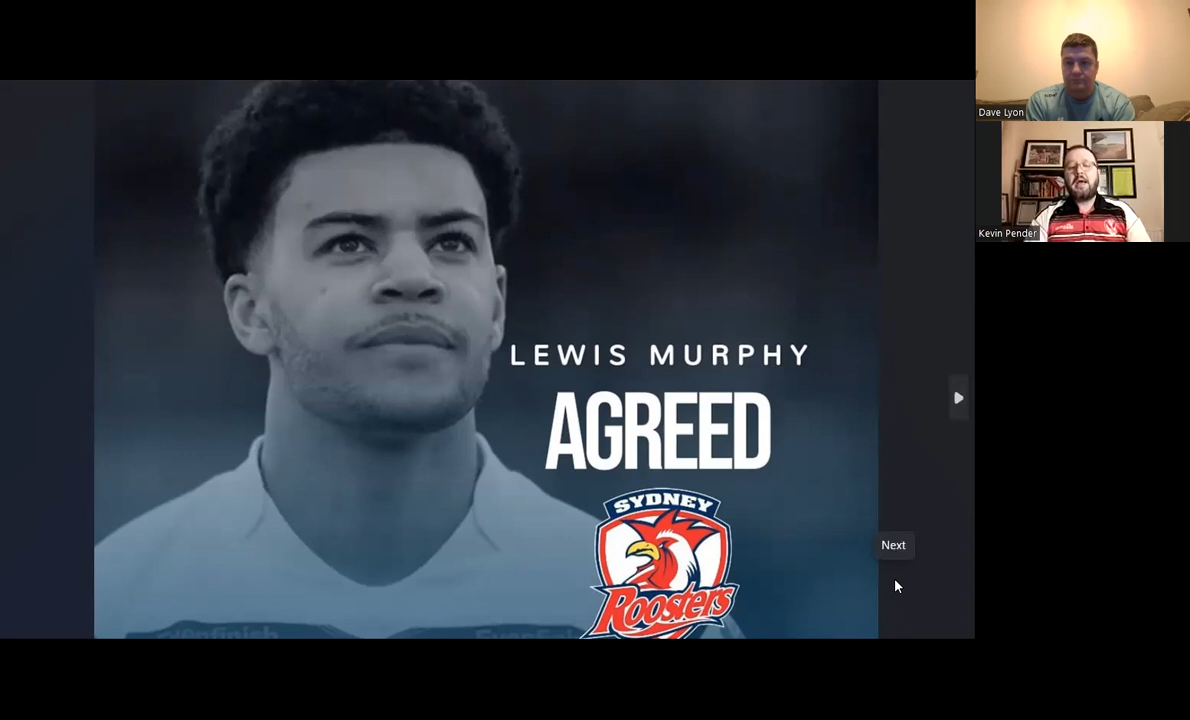 Dave Lyon
Kevin Pender
LEWIS MURPHY
AGREED
SYDNEY
Roosters
Next